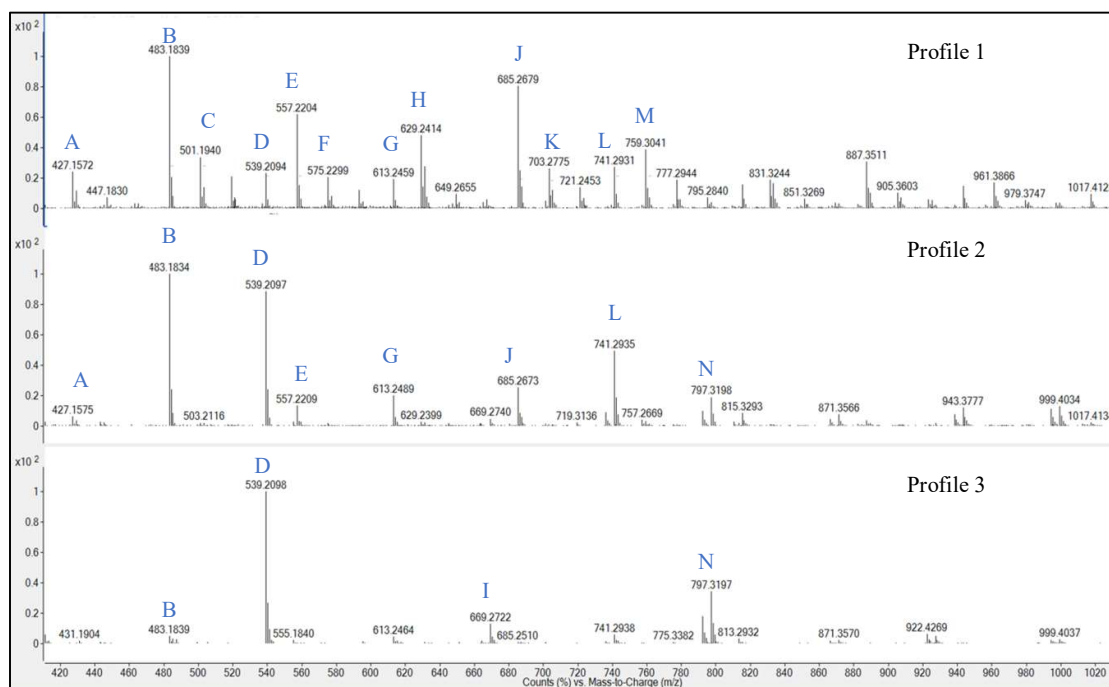 x10 2
Profile 1
B
483.1839
J
685.2679
E
557.2204
H
629.2414
M
759.3041
C
501.1940
A
427.1572
D
539.2094
F
575.2299
G
613.2459
K
703.2775
L
741.2931
447.1830
649.2655
721.2453
777.2944
795.2840
831.3244
851.3269
887.3511
905.3603
961.3866
979.3747
1017.412
1
0.8
0.6
0.4
0.2
0
x10 2
Profile 2
B
483.1834
D
539.2097
L
741.2935
A
427.1575
E
557.2209
G
613.2489
J
685.2673
N
797.3198
503.2116
629.2399
669.2740
719.3136
757.2669
815.3293
871.3566
943.3777
999.4034
1017.413
1
0.8
0.6
0.4
0.2
0
x10 2
Profile 3
D
539.2098
N
797.3197
B
483.1839
I
669.2722
431.1904
555.1840
613.2464
685.2510
741.2938
775.3382
813.2932
871.3570
922.4269
999.4037
1
0.8
0.6
0.4
0.2
0
420 440 460 480 500 520 540 560 580 600 620 640 660 680 700 720 740 760 780 800 820 840 860 880 900 920 940 960 980 1000 1020
Counts (%) vs. Mass-to-Charge (m/z)